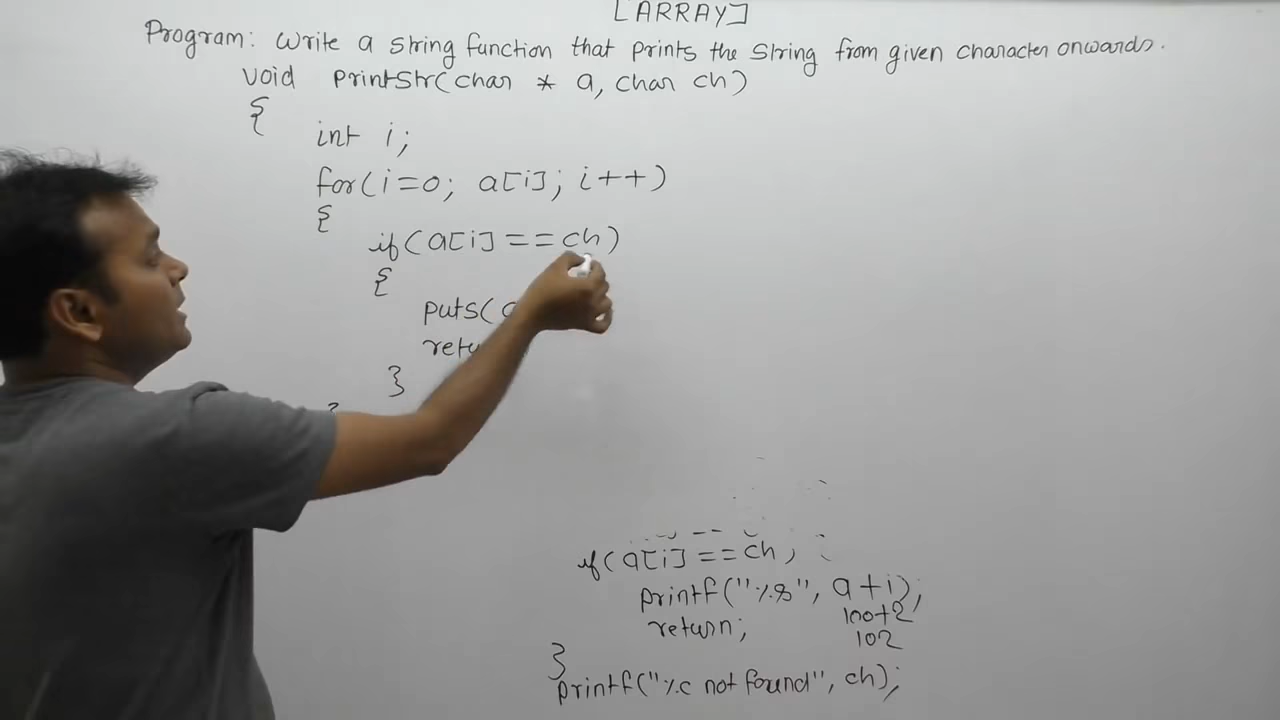 [ARRAY]
Program: Write a string function that prints the string from given character onwards.
void printstr(char * a, char ch)
{
int i;
for(i=0; a[i]; i++)
{
if(a[i] == ch)
{
puts(
}
if(a[i] == ch)
printf("%s", a+i);
100+2
return;
102
}
printf("%c not found", ch);